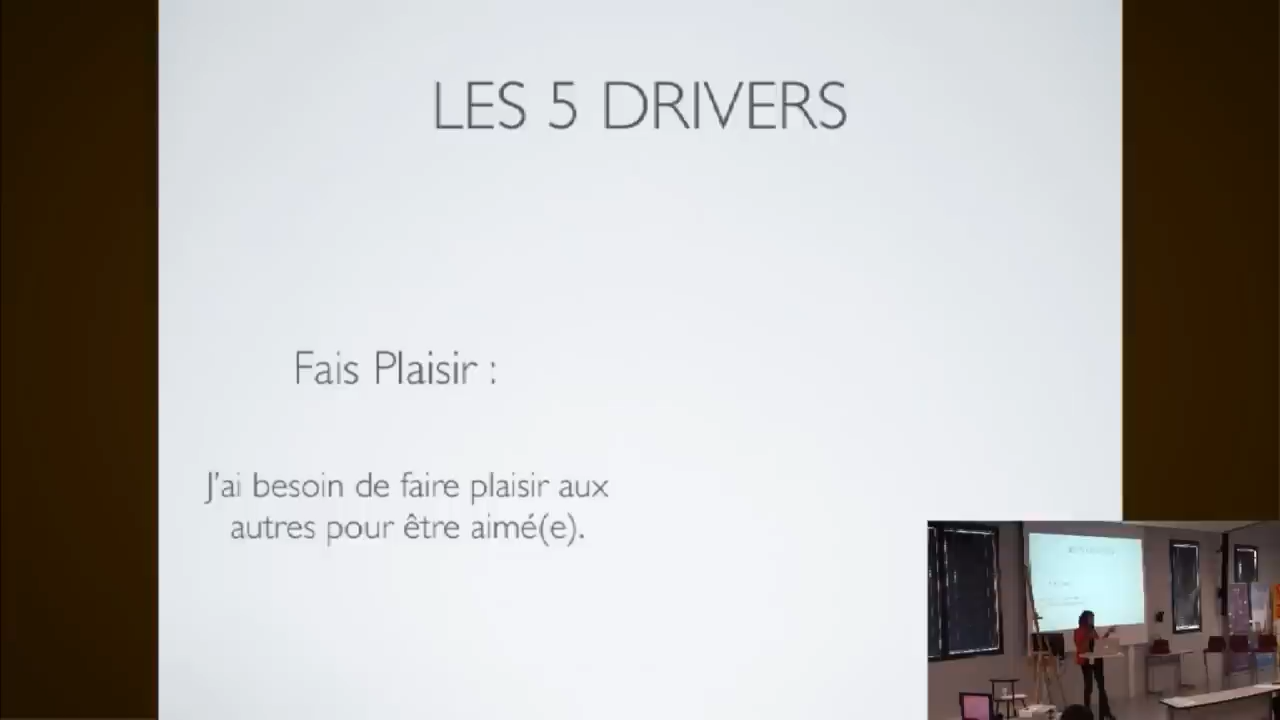 LES 5 DRIVERS
Fais Plaisir :
J'ai besoin de faire plaisir aux
autres pour être aimé(e).